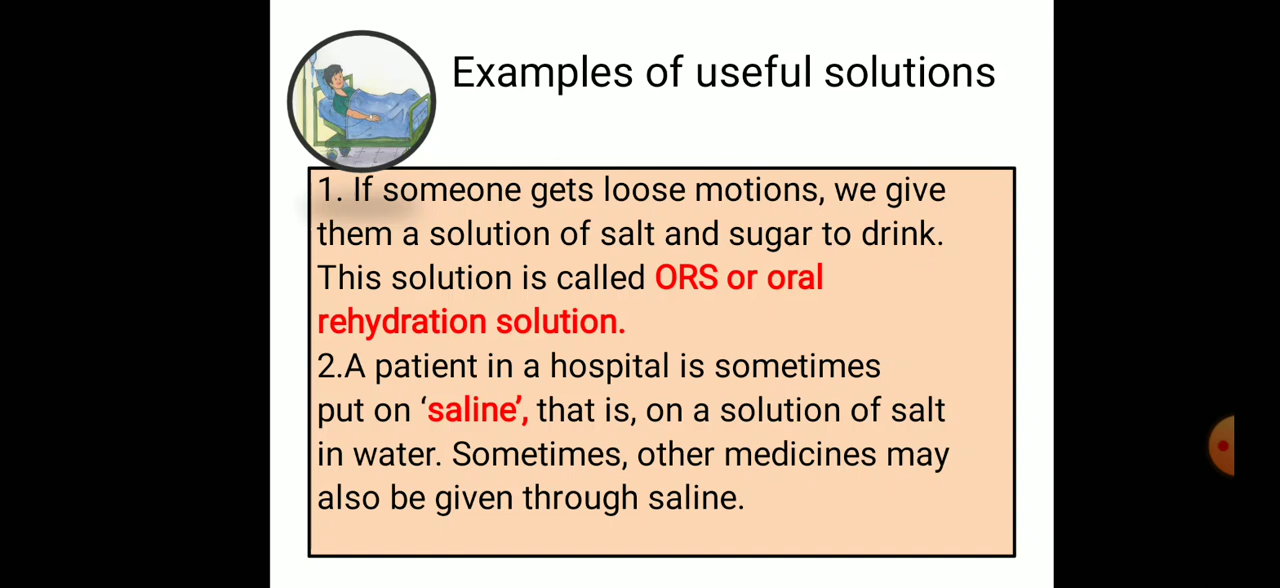 Examples of useful solutions
1. If someone gets loose motions, we give
them a solution of salt and sugar to drink.
This solution is called ORS or oral
rehydration solution.
2.A patient in a hospital is sometimes
put on ‘saline’, that is, on a solution of salt
in water. Sometimes, other medicines may
also be given through saline.